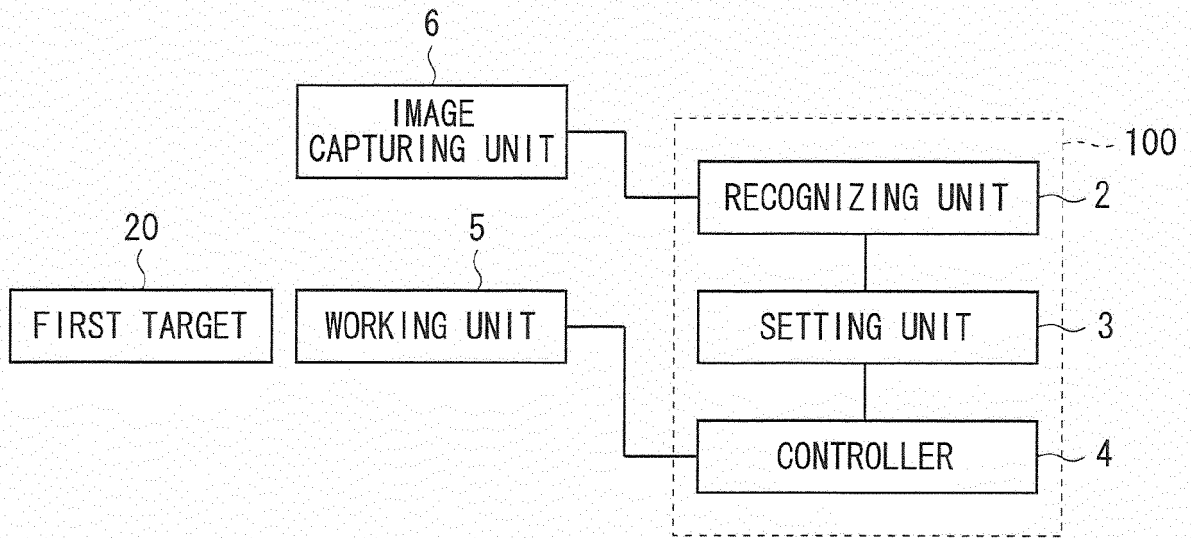 6
IMAGE
CAPTURING UNIT
100
RECOGNIZING UNIT
2
20
5
FIRST TARGET
WORKING UNIT
SETTING UNIT
3
CONTROLLER
4